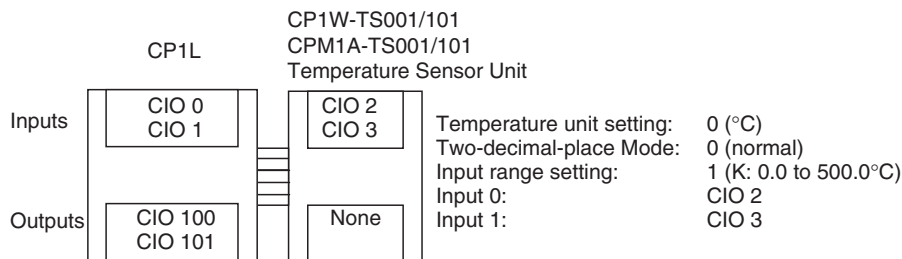 CP1L
CP1W-TS001/101
CPM1A-TS001/101
Temperature Sensor Unit
Inputs
CIO 0
CIO 1
CIO 2
CIO 3
Outputs
CIO 100
CIO 101
None
Temperature unit setting: 0 (°C)
Two-decimal-place Mode: 0 (normal)
Input range setting: 1 (K: 0.0 to 500.0°C)
Input 0: CIO 2
Input 1: CIO 3